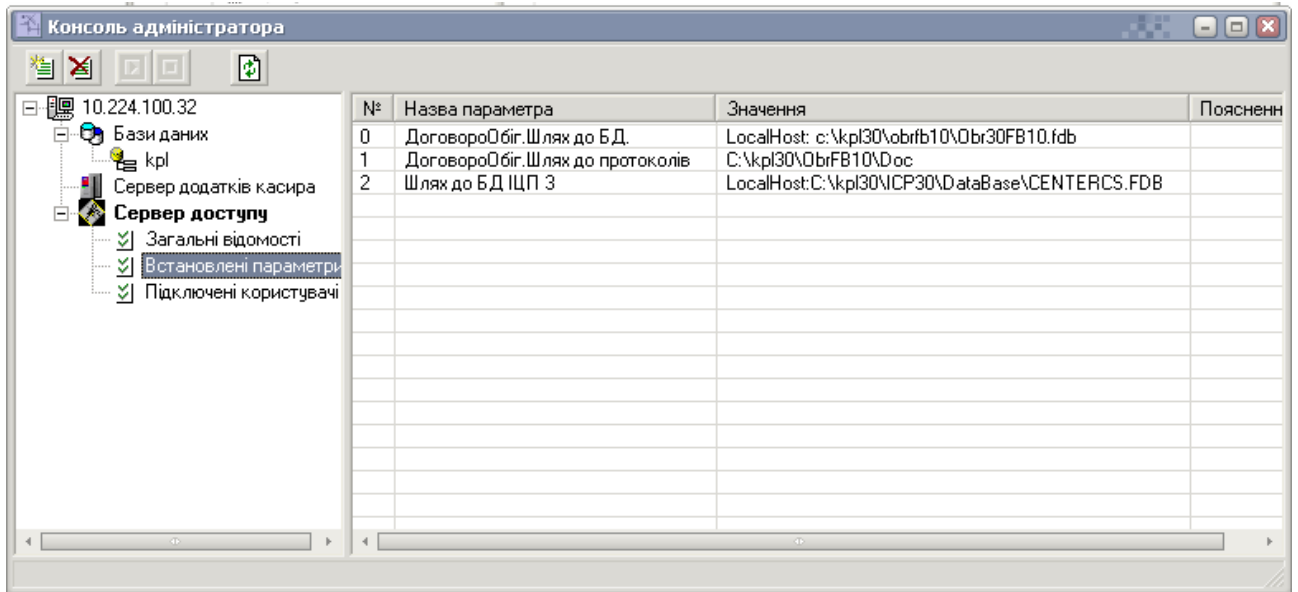 Консоль адміністратора
10.224.100.32
Бази даних
kpl
Сервер додатків касира
Сервер доступу
Загальні відомості
Встановлені параметри
Підключені користувачі
№ Назва параметра Значення Поясненн
0 ДоговороОбіг.Шлях до БД. LocalHost: c:\kpl30\obrfb10\Obr30FB10.fdb
1 ДоговороОбіг.Шлях до протоколів C:\kpl30\ObrFB10\Doc
2 Шлях до БД ІЦП 3 LocalHost:C:\kpl30\ICP30\DataBase\CENTERCS.FDB